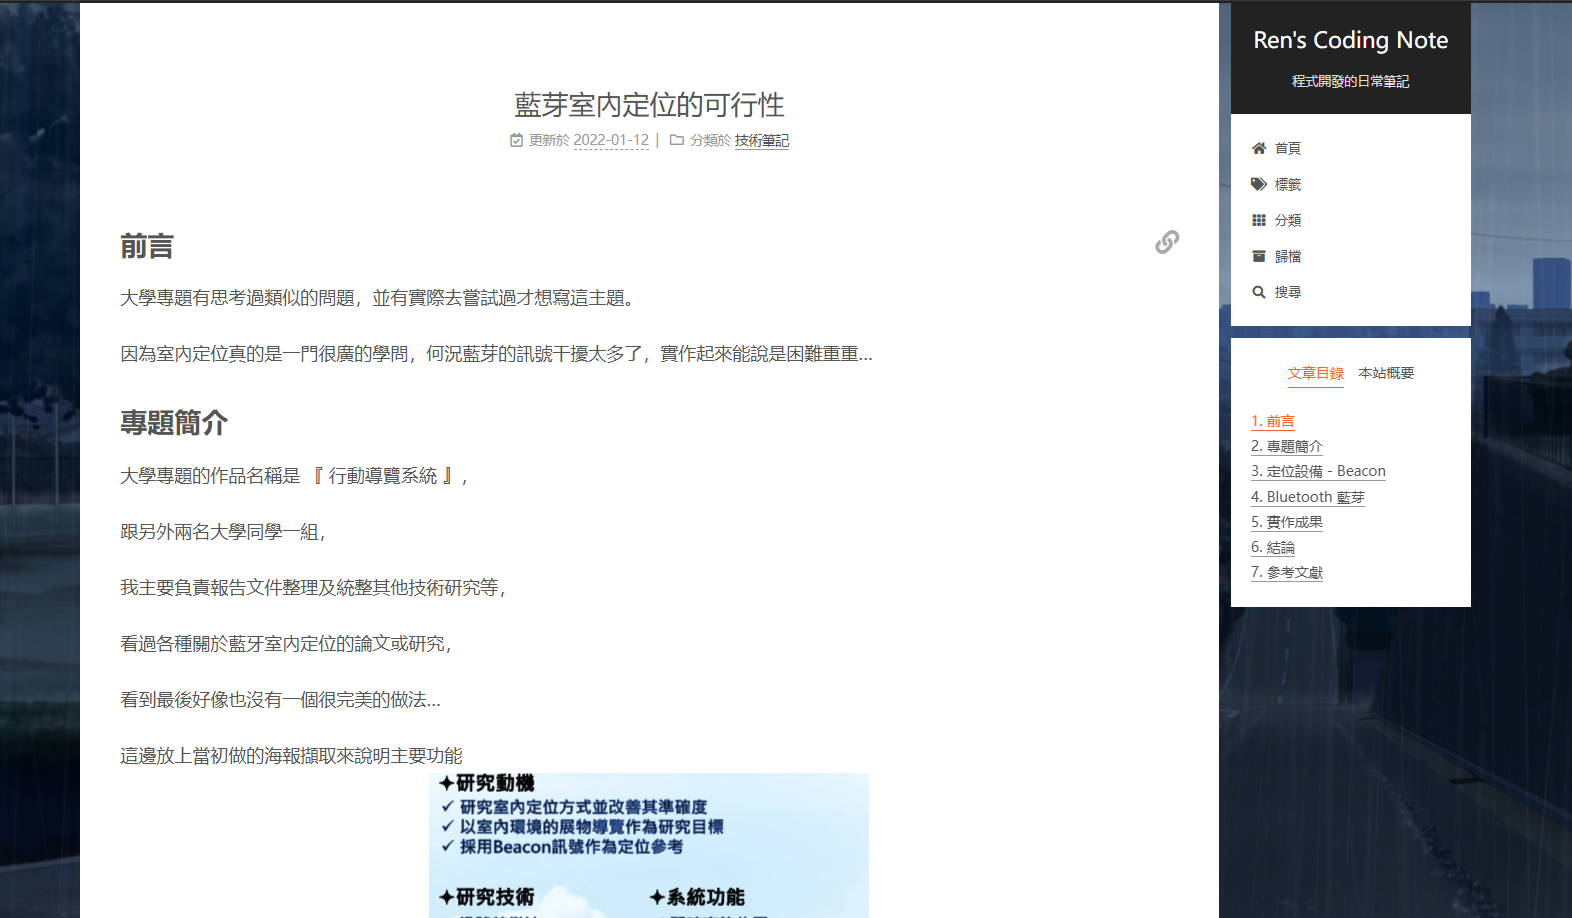 藍芽室內定位的可行性
更新於 2022-01-12 | 分類於 技術筆記
前言
大學專題有思考過類似的問題，並有實際去嘗試過才想寫這主題。
因為室內定位真的是一門很廣的學問，何況藍芽的訊號干擾太多了，實作起來能說是困難重重...
專題簡介
大學專題的作品名稱是 『 行動導覽系統 』，
跟另外兩名大學同學一組，
我主要負責報告文件整理及統整其他技術研究等，
看過各種關於藍牙室內定位的論文或研究，
看到最後好像也沒有一個很完美的做法...
這邊放上當初做的海報擷取來說明主要功能
✦研究動機
✓ 研究室內定位方式並改善其準確度
✓ 以室內環境的展物導覽作為研究目標
✓ 採用Beacon訊號作為定位參考
✦研究技術 ✦系統功能
Ren's Coding Note
程式開發的日常筆記
首頁
標籤
分類
歸檔
搜尋
文章目錄 本站概要
1. 前言
2. 專題簡介
3. 定位設備 - Beacon
4. Bluetooth 藍芽
5. 實作成果
6. 結論
7. 參考文獻